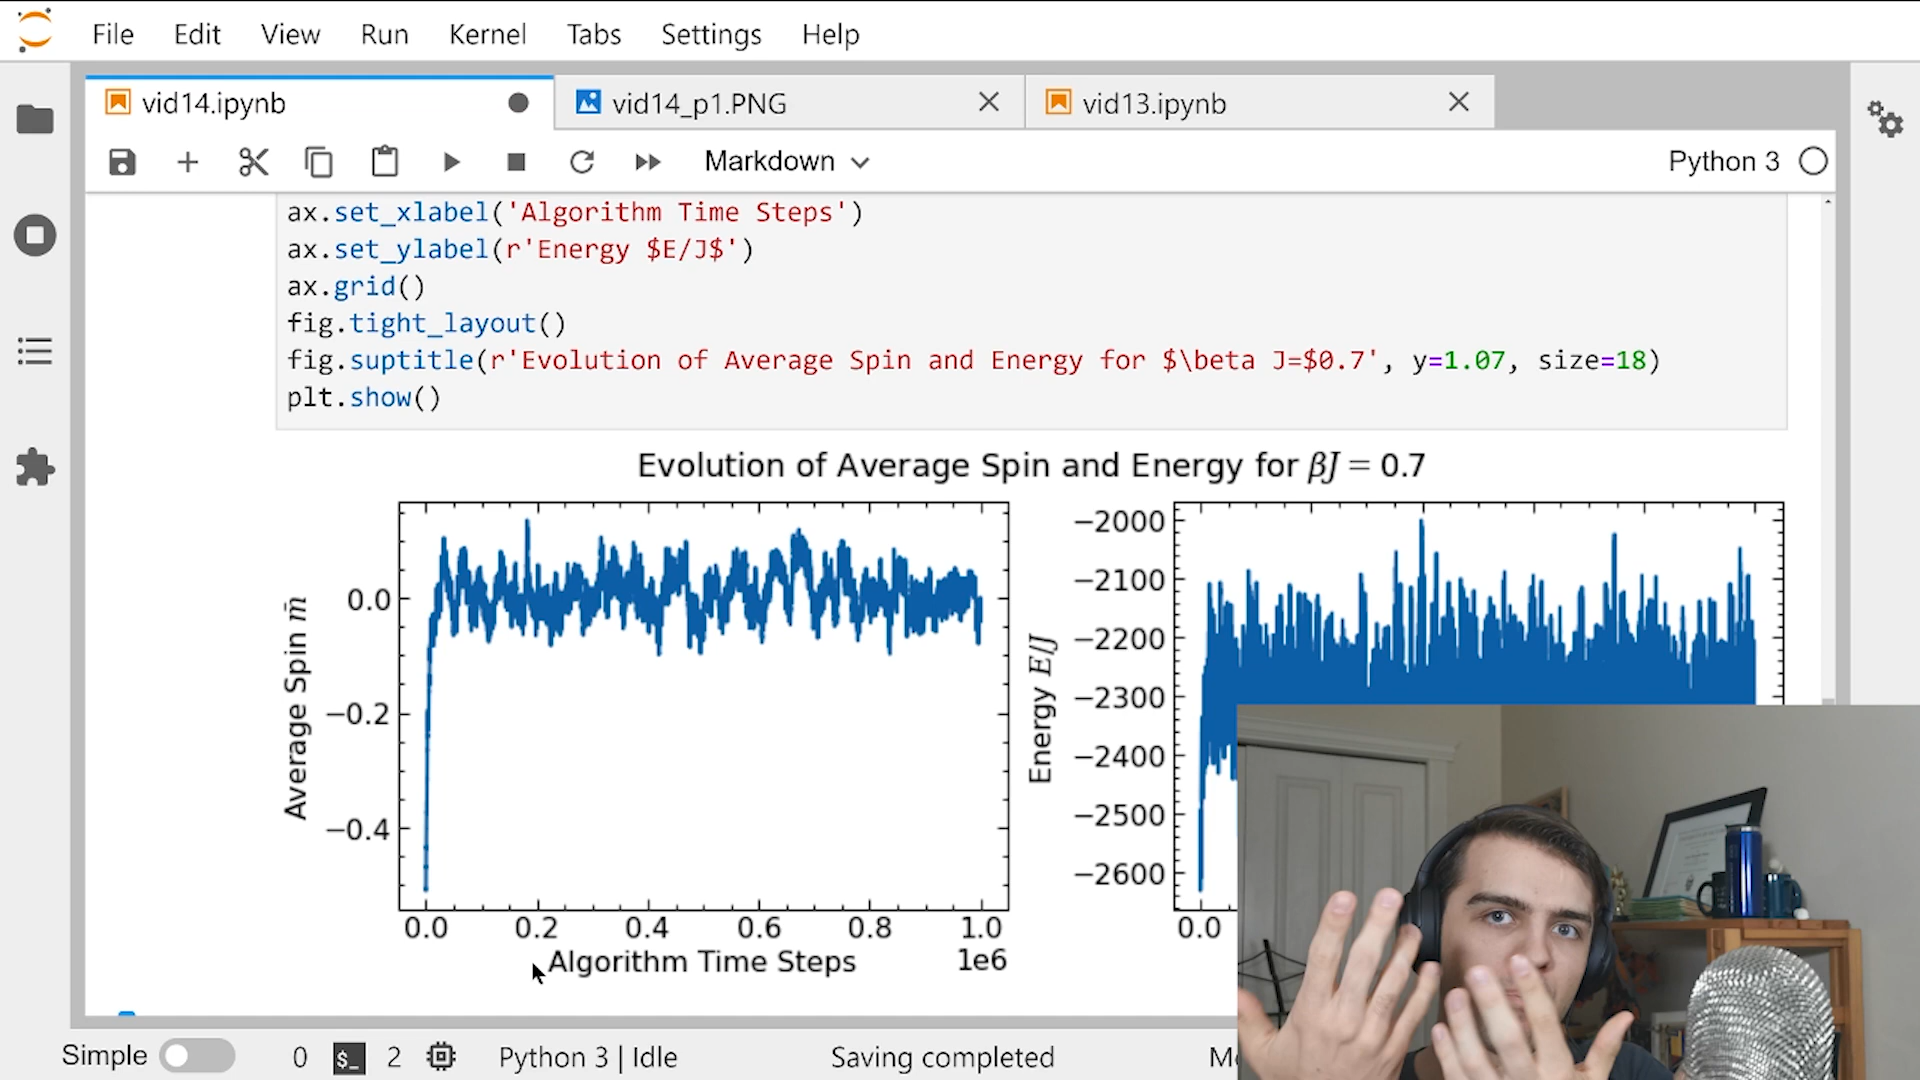 File Edit View Run Kernel Tabs Settings Help
vid14.ipynb vid14_p1.PNG vid13.ipynb
Markdown Python 3
ax.set_xlabel('Algorithm Time Steps')
ax.set_ylabel(r'Energy $E/J$')
ax.grid()
fig.tight_layout()
fig.suptitle(r'Evolution of Average Spin and Energy for $\beta J=$0.7', y=1.07, size=18)
plt.show()
Evolution of Average Spin and Energy for βJ = 0.7
Average Spin m̄
0.0
−0.2
−0.4
0.0 0.2 0.4 0.6 0.8 1.0
Algorithm Time Steps 1e6
Energy E/J
−2000
−2100
−2200
−2300
−2400
−2500
−2600
0.0
Simple 0 $_ 2 Python 3 | Idle Saving completed